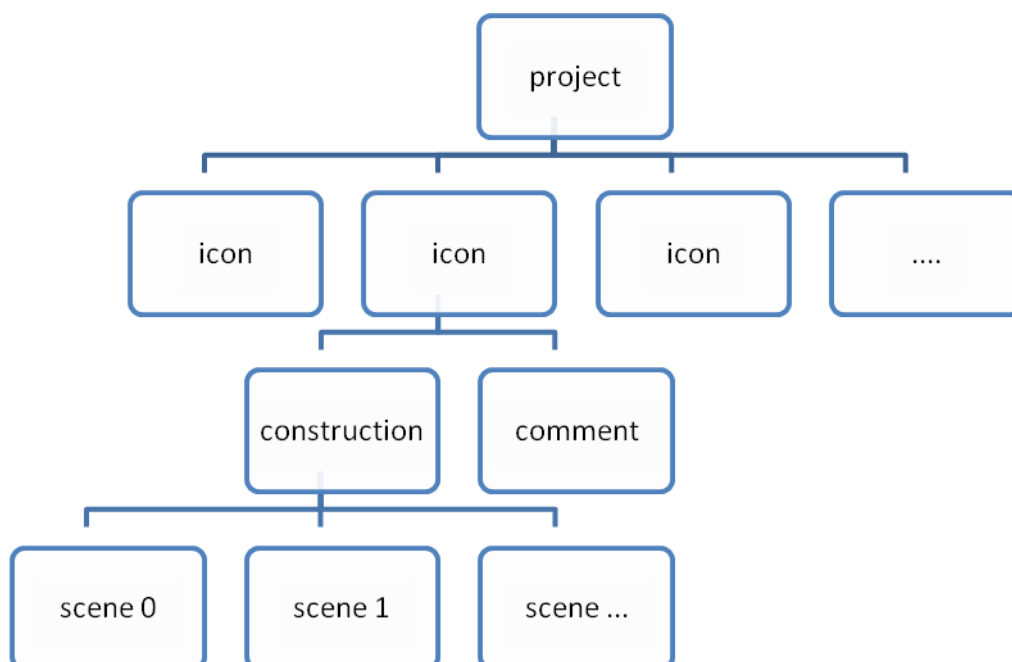 project
icon
icon
icon
....
construction
comment
scene 0
scene 1
scene ...